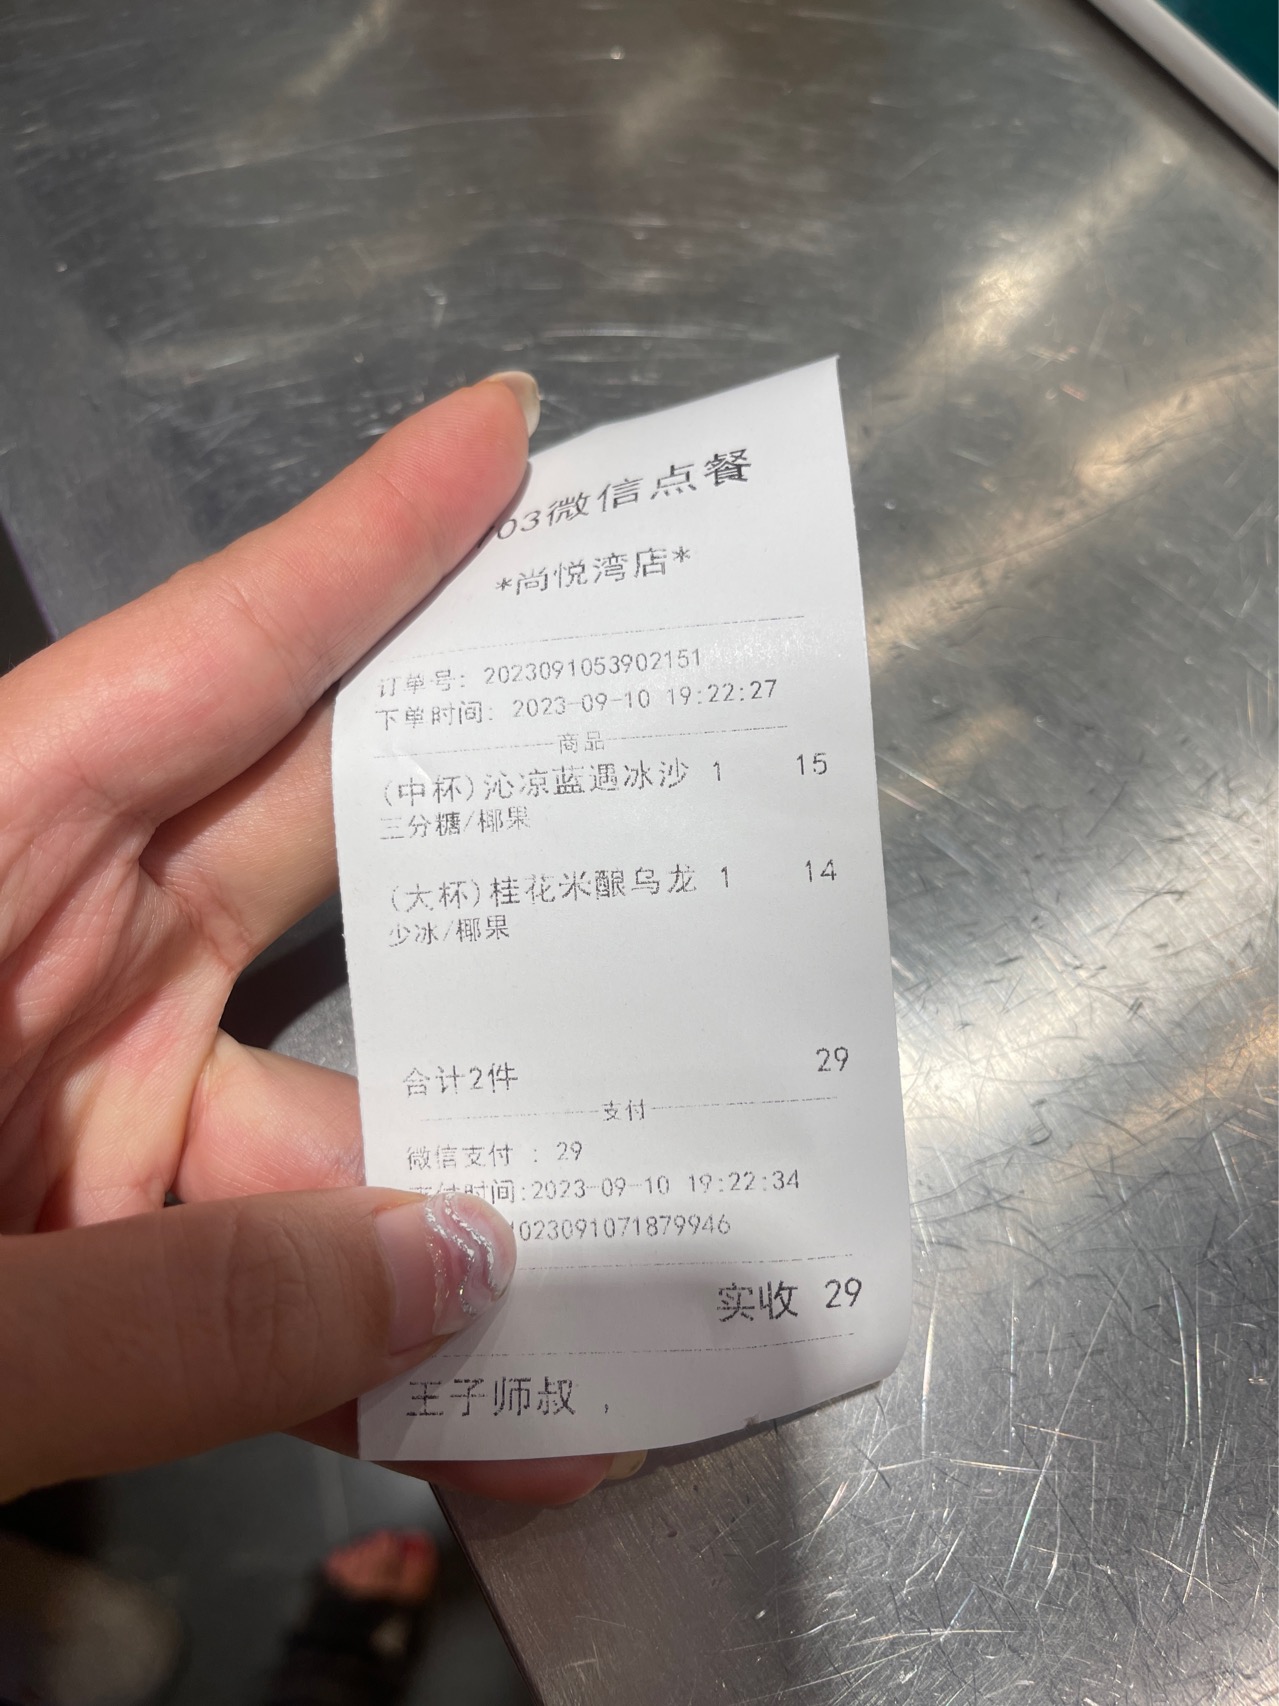 03微信点餐
*尚悦湾店*
订单号: 2023091053902151
下单时间: 2023-09-10 19:22:27
商品
(中杯)沁凉蓝遇冰沙 1 15
三分糖/椰果
(大杯)桂花米酿乌龙 1 14
少冰/椰果
合计2件 29
支付
微信支付 : 29
支付时间:2023-09-10 19:22:34
023091071879946
实收 29
王子师叔 ,